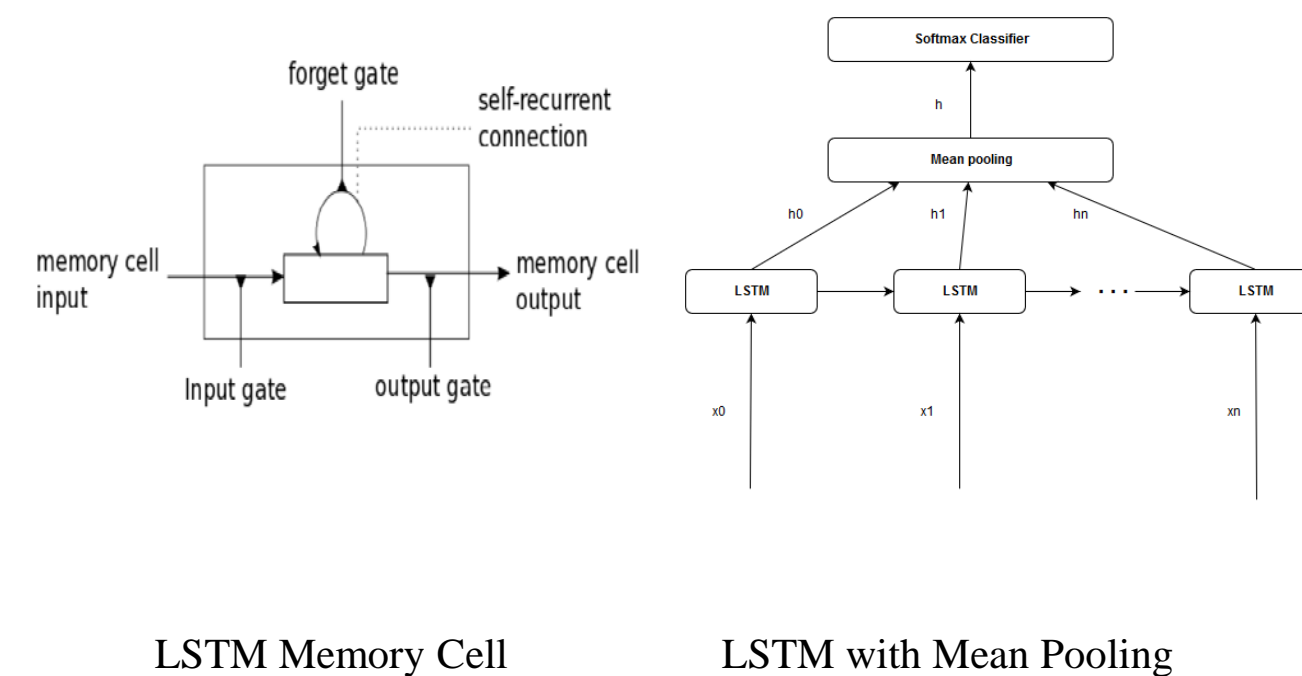 forget gate
self-recurrent
connection
memory cell
input
memory cell
output
Input gate
output gate
Softmax Classifier
h
Mean pooling
h0
h1
hn
LSTM
LSTM
. . .
LSTM
x0
x1
xn
LSTM Memory Cell
LSTM with Mean Pooling